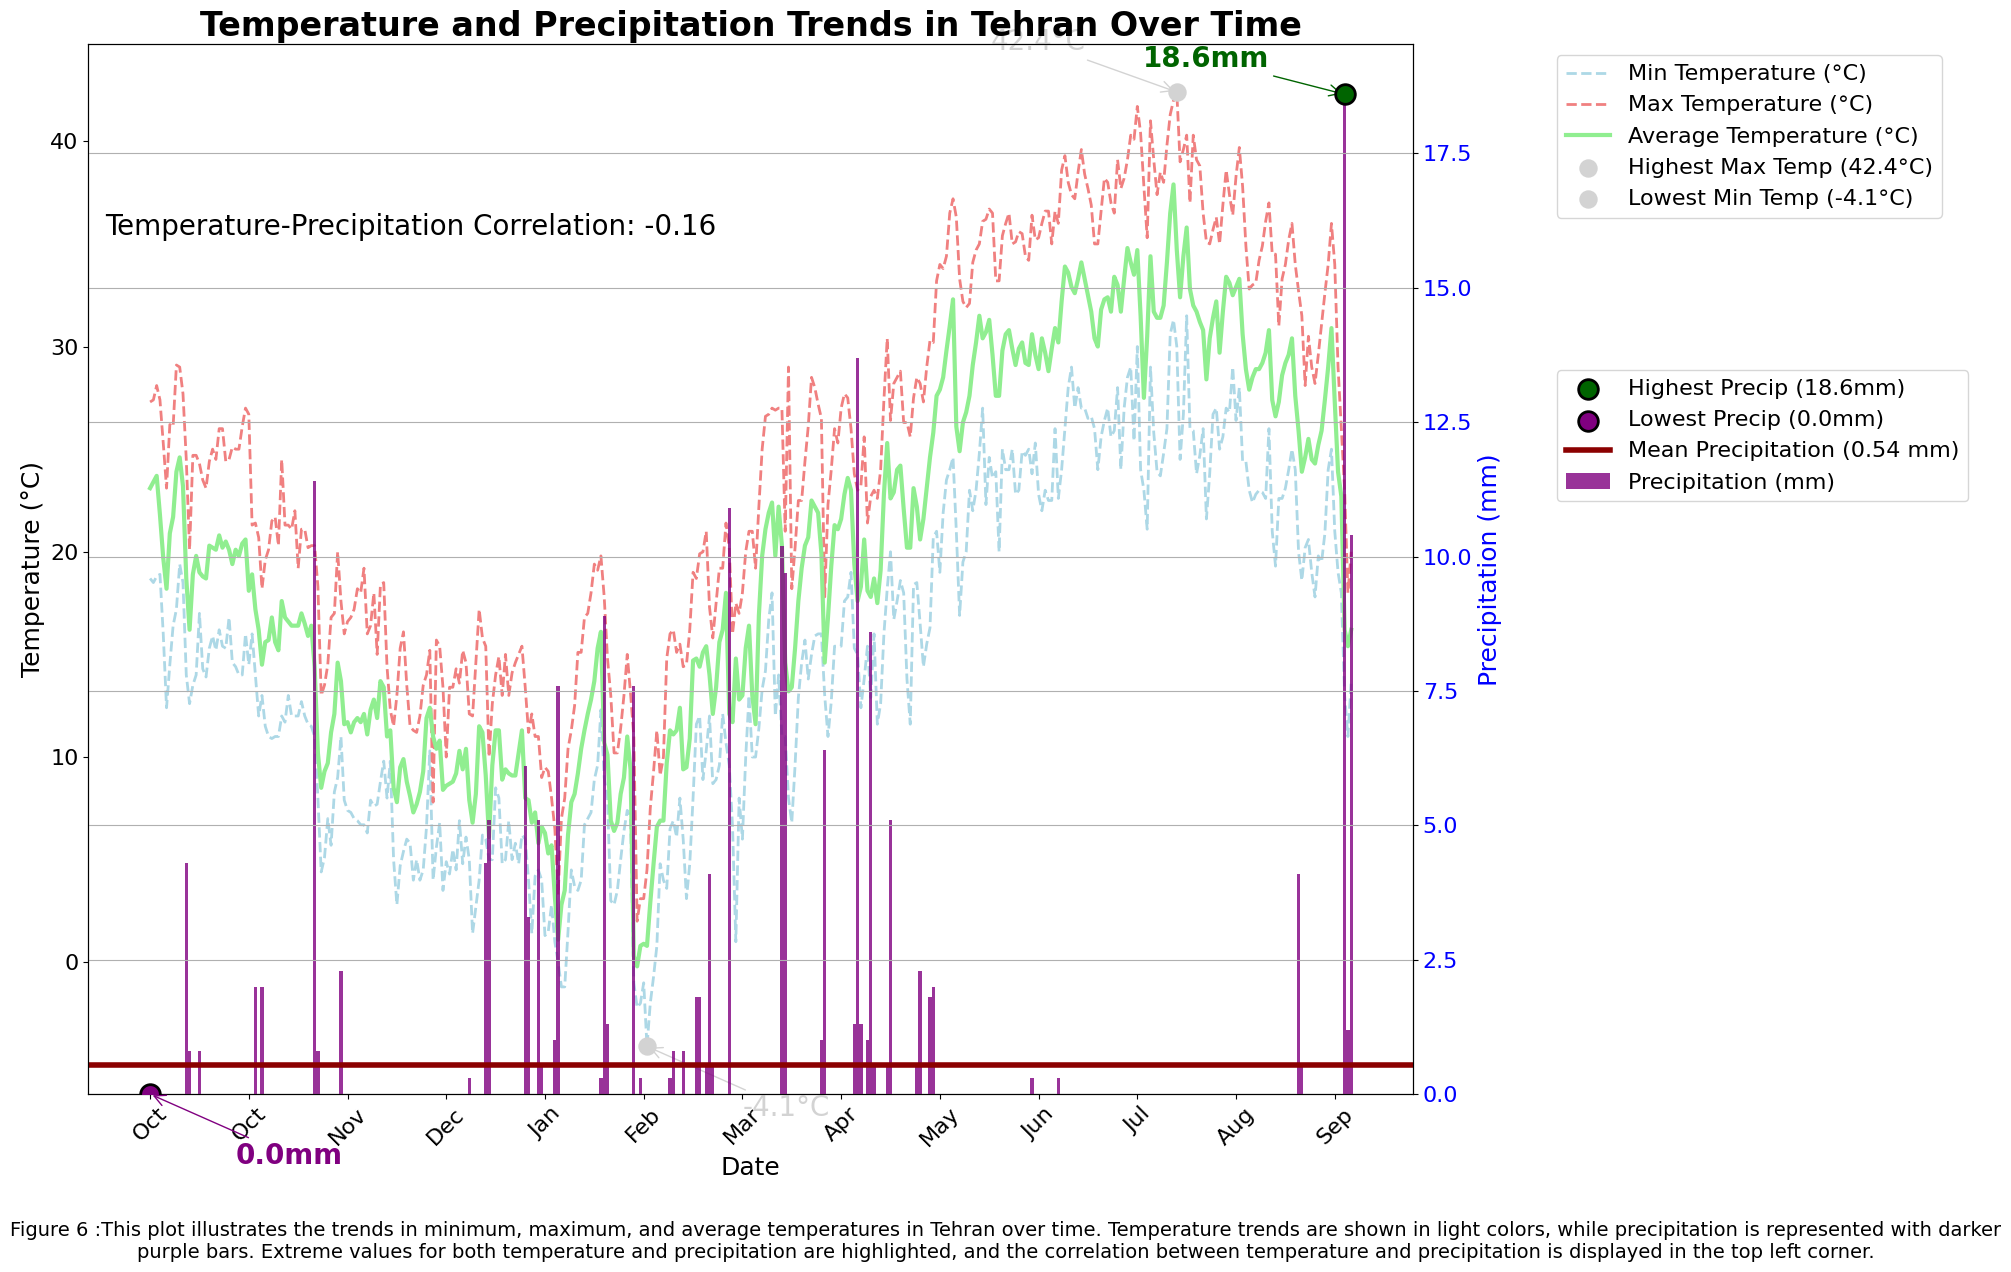 Temperature and Precipitation Trends in Tehran Over Time
42.4°C
18.6mm
Temperature-Precipitation Correlation: -0.16
40
30
20
10
0
Temperature (°C)
17.5
15.0
12.5
10.0
7.5
5.0
2.5
0.0
Precipitation (mm)
-4.1°C
0.0mm
Oct
Oct
Nov
Dec
Jan
Feb
Mar
Apr
May
Jun
Jul
Aug
Sep
Date
Min Temperature (°C)
Max Temperature (°C)
Average Temperature (°C)
Highest Max Temp (42.4°C)
Lowest Min Temp (-4.1°C)
Highest Precip (18.6mm)
Lowest Precip (0.0mm)
Mean Precipitation (0.54 mm)
Precipitation (mm)
Figure 6 :This plot illustrates the trends in minimum, maximum, and average temperatures in Tehran over time. Temperature trends are shown in light colors, while precipitation is represented with darker
purple bars. Extreme values for both temperature and precipitation are highlighted, and the correlation between temperature and precipitation is displayed in the top left corner.